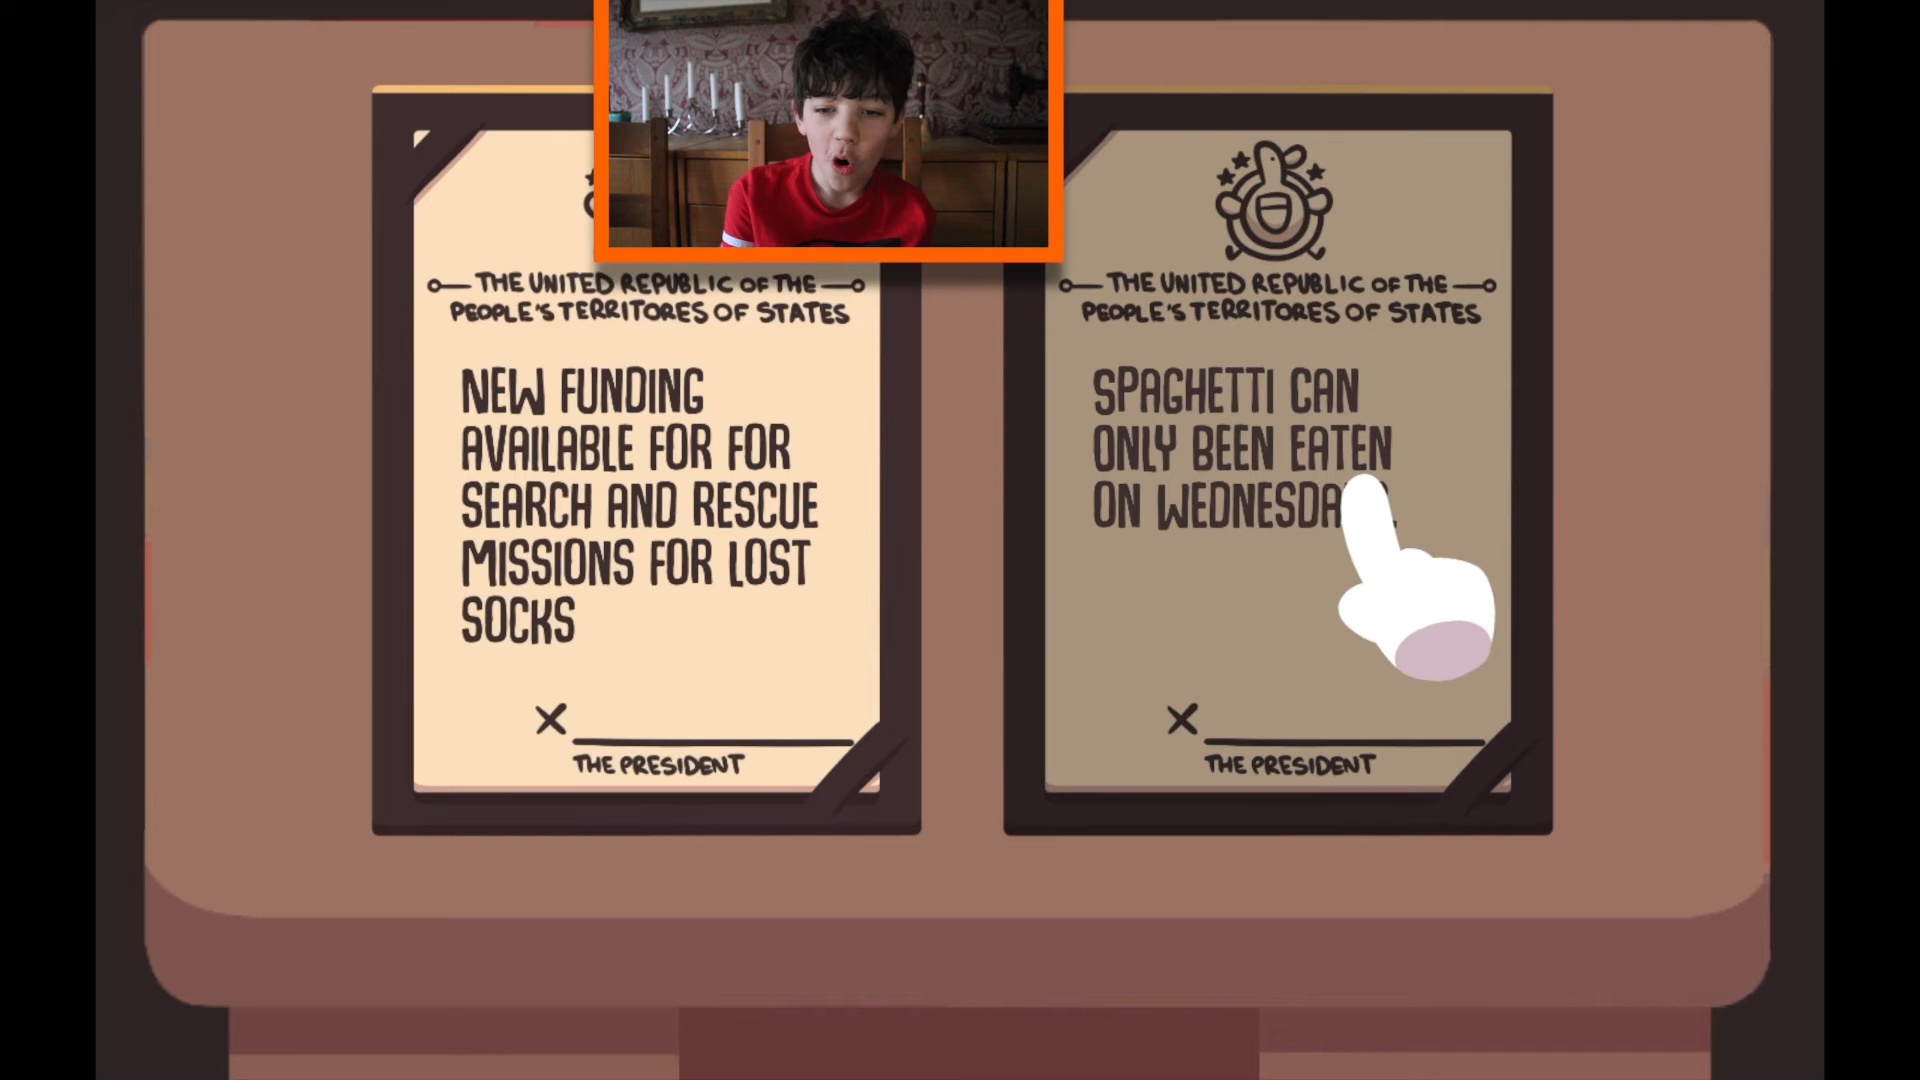 THE UNITED REPUBLIC OF THE
PEOPLE'S TERRITORES OF STATES
NEW FUNDING
AVAILABLE FOR FOR
SEARCH AND RESCUE
MISSIONS FOR LOST
SOCKS
X
THE PRESIDENT
THE UNITED REPUBLIC OF THE
PEOPLE'S TERRITORES OF STATES
SPAGHETTI CAN
ONLY BEEN EATEN
ON
X
THE PRESIDENT